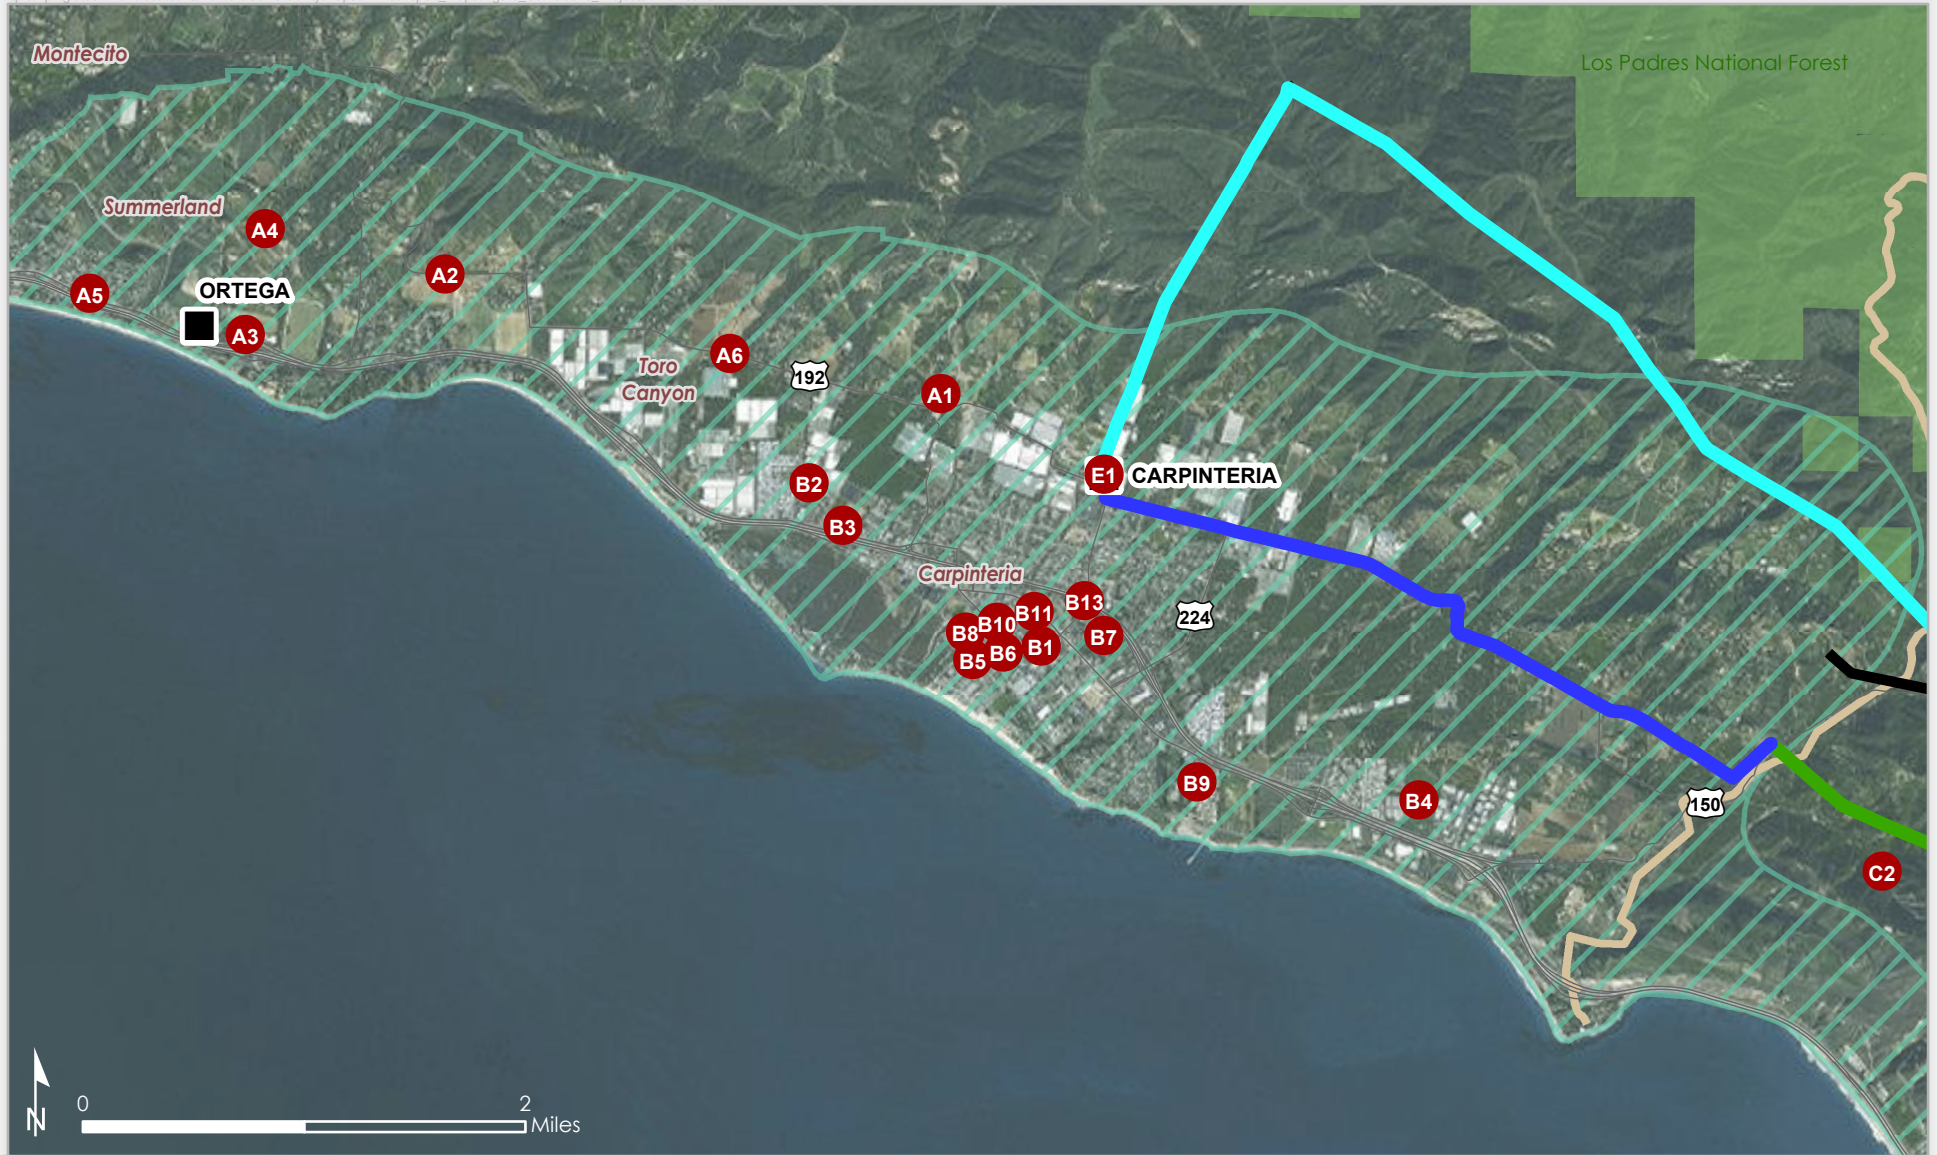 Montecito
Los Padres National Forest
Summerland
A4
A2
ORTEGA
A5
A3
A6
Toro
Canyon
192
A1
E1
CARPINTERIA
B2
B3
Carpinteria
B13
B11
B10
B8
224
B7
B1
B6
B5
B9
B4
150
C2
N
0
2
Miles